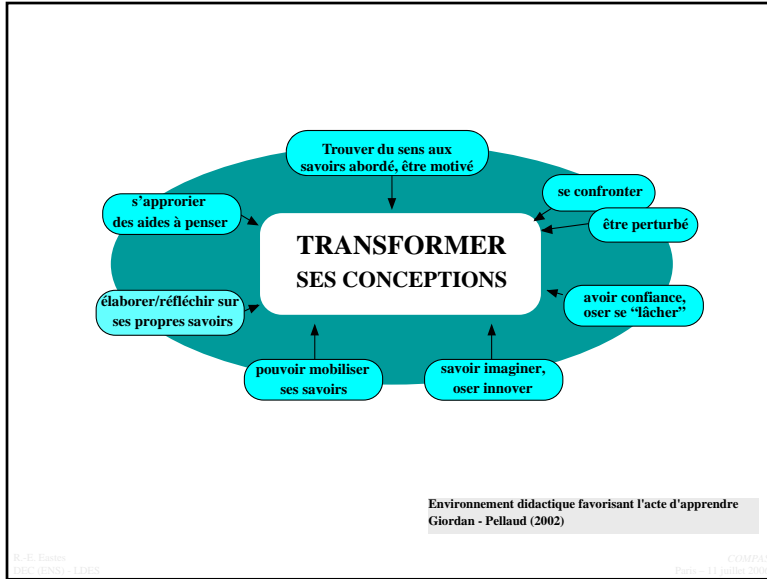 Trouver du sens aux
savoirs abordé, être motivé
se confronter
être perturbé
s'approrier
des aides à penser
TRANSFORMER
SES CONCEPTIONS
avoir confiance,
oser se “lâcher”
élaborer/réfléchir sur
ses propres savoirs
pouvoir mobiliser
ses savoirs
savoir imaginer,
oser innover
Environnement didactique favorisant l'acte d'apprendre
Giordan - Pellaud (2002)
R.-E. Eastes
DEC (ENS) - LDES
Paris – 11 juillet